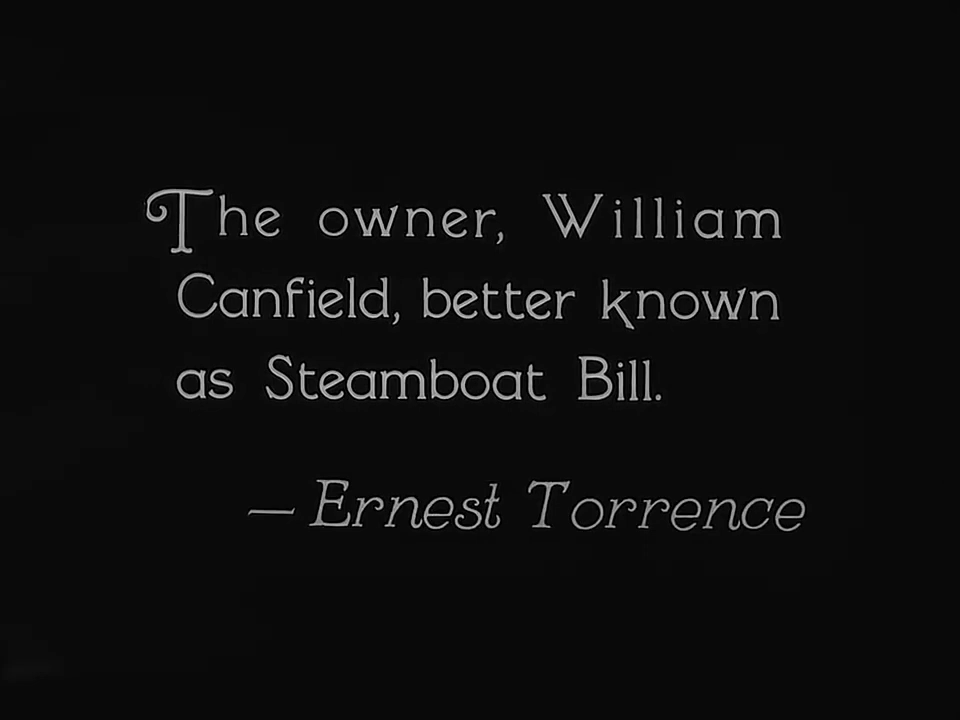 The owner, William
Canfield, better known
as Steamboat Bill.
— Ernest Torrence